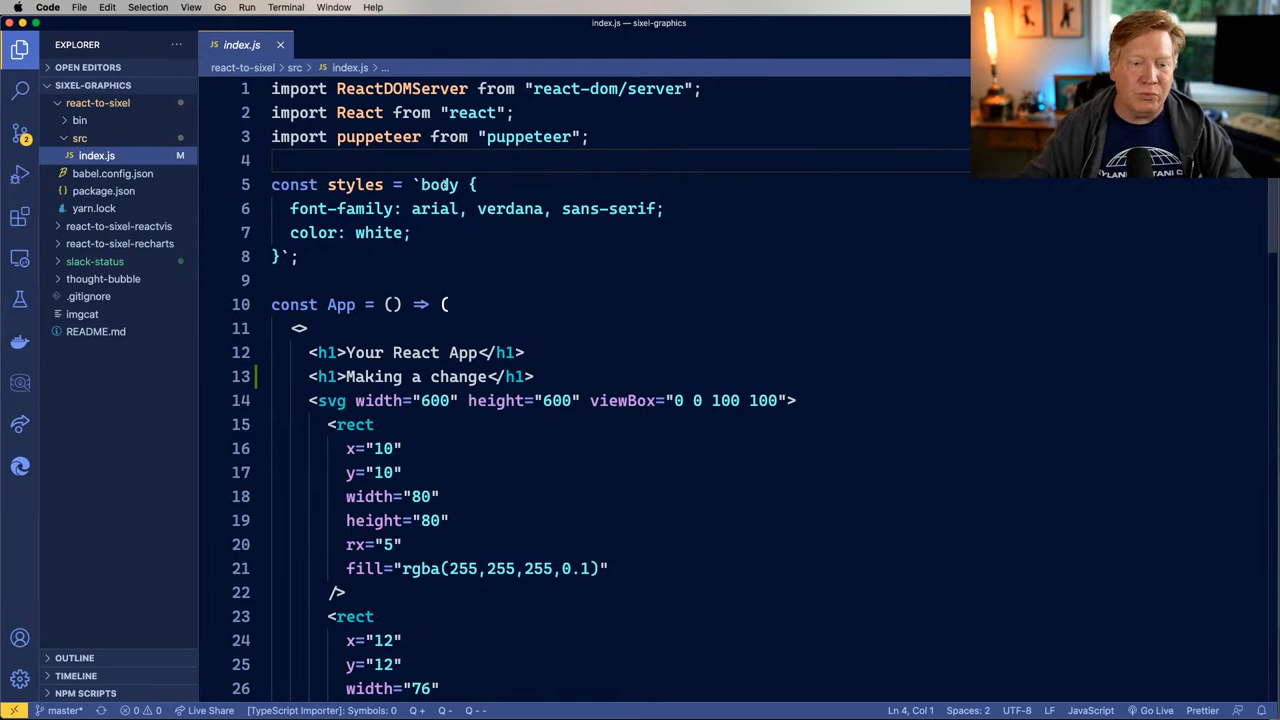 Code File Edit Selection View Go Run Terminal Window Help
index.js — sixel-graphics
EXPLORER
index.js
OPEN EDITORS
SIXEL-GRAPHICS
react-to-sixel
bin
src
index.js M
babel.config.json
package.json
yarn.lock
react-to-sixel-reactvis
react-to-sixel-recharts
slack-status
thought-bubble
.gitignore
imgcat
README.md
OUTLINE
TIMELINE
NPM SCRIPTS
2
react-to-sixel > src > JS index.js > ...
1 import ReactDOMServer from "react-dom/server";
2 import React from "react";
3 import puppeteer from "puppeteer";
4
5 const styles = `body {
6 font-family: arial, verdana, sans-serif;
7 color: white;
8 }`;
9
10 const App = () => (
11 <>
12 <h1>Your React App</h1>
13 <h1>Making a change</h1>
14 <svg width="600" height="600" viewBox="0 0 100 100">
15 <rect
16 x="10"
17 y="10"
18 width="80"
19 height="80"
20 rx="5"
21 fill="rgba(255,255,255,0.1)"
22 />
23 <rect
24 x="12"
25 y="12"
26 width="76"
master* 0 0 Live Share [TypeScript Importer]: Symbols: 0 Q + Q - Q - - Ln 4, Col 1 Spaces: 2 UTF-8 LF JavaScript Go Live Prettier